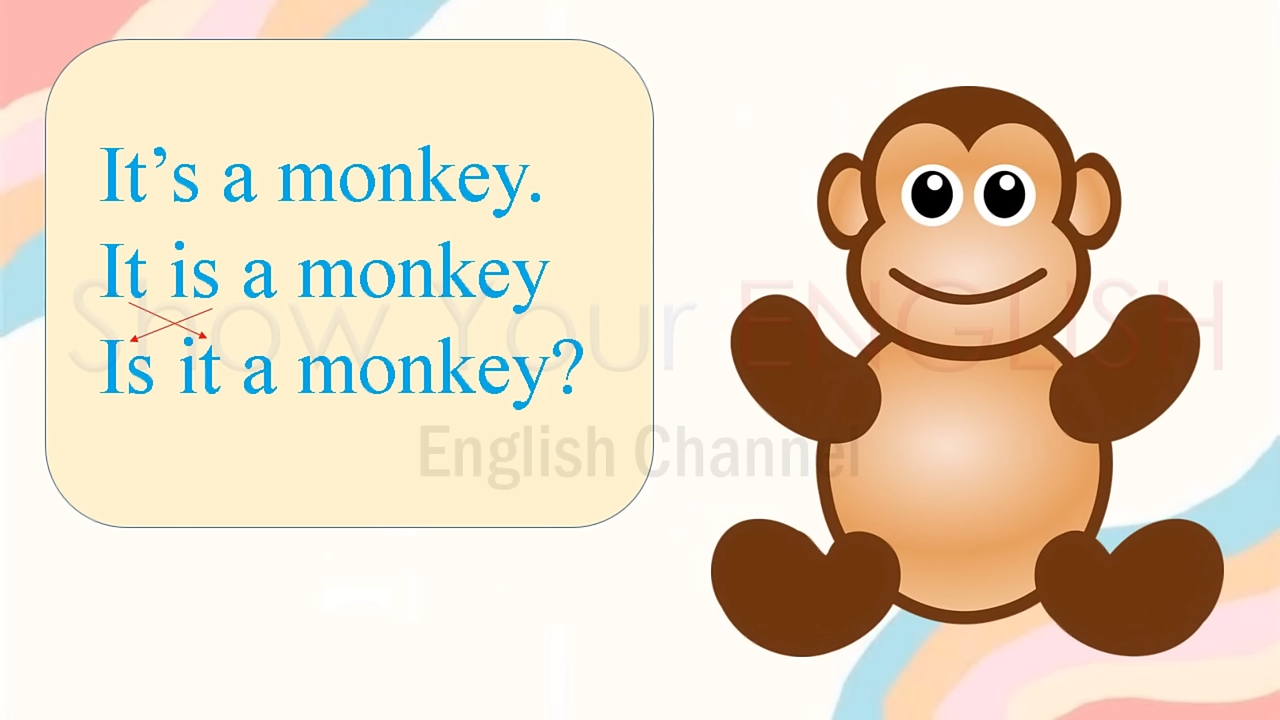 It’s a monkey.
It is a monkey
Is it a monkey?
Show Your ENGLISH
English Channel